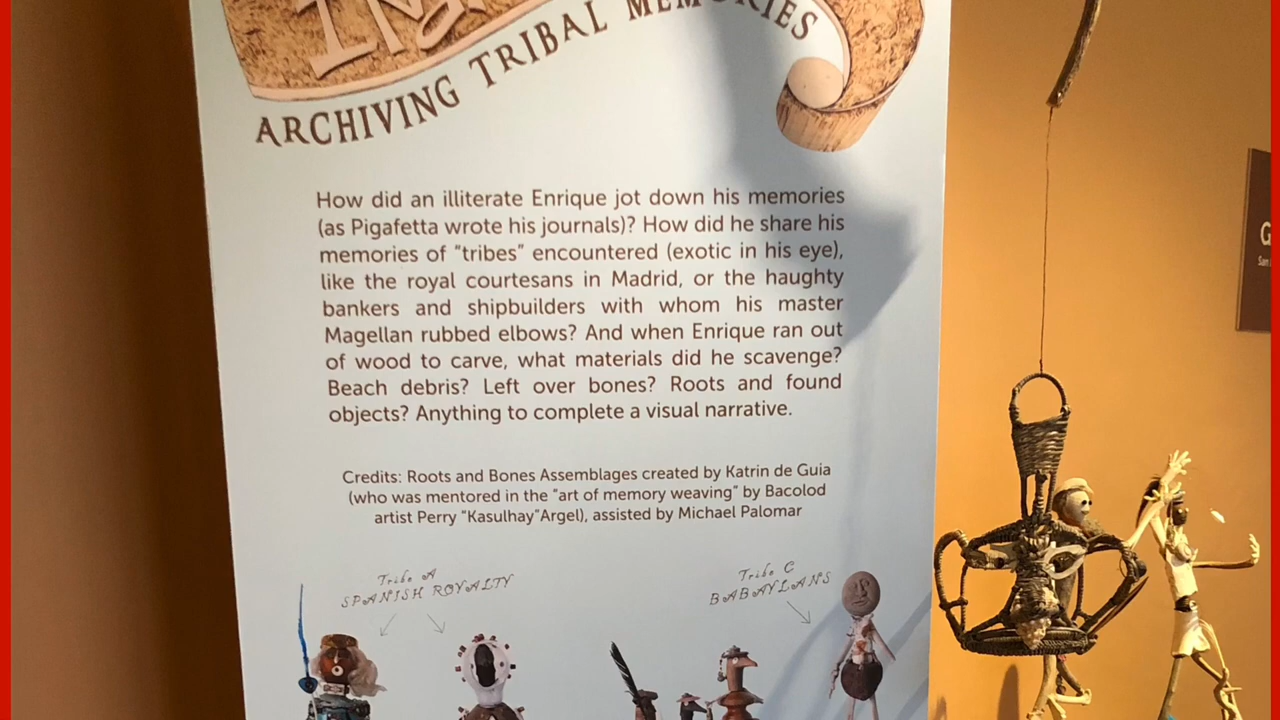 ARCHIVING TRIBAL MEMORIES
How did an illiterate Enrique jot down his memories
(as Pigafetta wrote his journals)? How did he share his
memories of "tribes" encountered (exotic in his eye),
like the royal courtesans in Madrid, or the haughty
bankers and shipbuilders with whom his master
Magellan rubbed elbows? And when Enrique ran out
of wood to carve, what materials did he scavenge?
Beach debris? Left over bones? Roots and found
objects? Anything to complete a visual narrative.
Credits: Roots and Bones Assemblages created by Katrin de Guia
(who was mentored in the "art of memory weaving" by Bacolod
artist Perry "Kasulhay"Argel), assisted by Michael Palomar
Tribe A
SPANISH ROYALTY
Tribe C
BABAYLANS